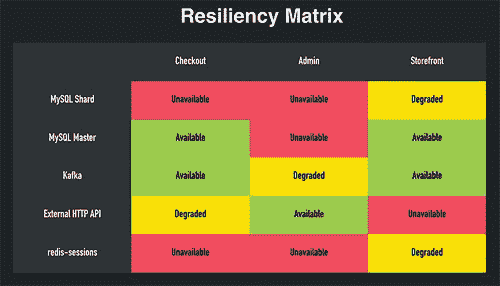 Resiliency Matrix
Checkout Admin Storefront
MySQL Shard Unavailable Unavailable Degraded
MySQL Master Available Unavailable Available
Kafka Available Degraded Available
External HTTP API Degraded Available Unavailable
redis-sessions Unavailable Unavailable Degraded